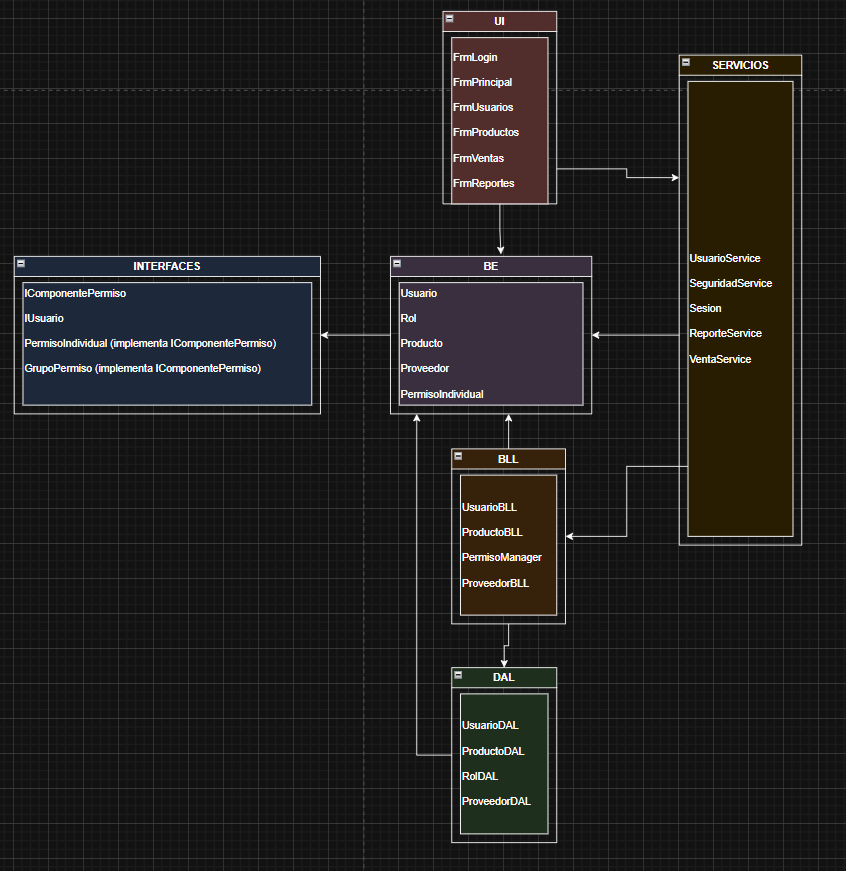 UI
FrmLogin
FrmPrincipal
FrmUsuarios
FrmProductos
FrmVentas
FrmReportes
SERVICIOS
UsuarioService
SeguridadService
Sesion
ReporteService
VentaService
INTERFACES
IComponentePermiso
IUsuario
PermisoIndividual (implementa IComponentePermiso)
GrupoPermiso (implementa IComponentePermiso)
BE
Usuario
Rol
Producto
Proveedor
PermisoIndividual
BLL
UsuarioBLL
ProductoBLL
PermisoManager
ProveedorBLL
DAL
UsuarioDAL
ProductoDAL
RolDAL
ProveedorDAL